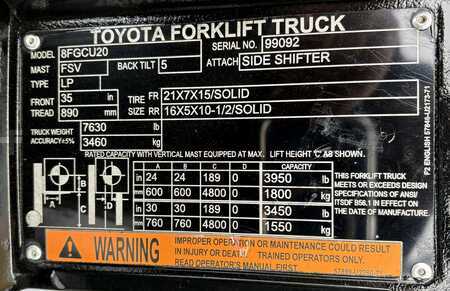 TOYOTA FORKLIFT TRUCK
MODEL 8FGCU20 SERIAL NO. 99092
MAST FSV BACK TILT 5 ATTACH SIDE SHIFTER
TYPE LP
FRONT 35 in TIRE FR 21X7X15/SOLID
TREAD 890 mm SIZE RR 16X5X10-1/2/SOLID
TRUCK WEIGHT 7630 lb
ACCURACY±5% 3460 kg
RATED CAPACITY WITH VERTICAL MAST EQUIPPED AT MAX. LIFT HEIGHT 'C' AS SHOWN.
A B C D
in 24 24 189 0 3950 lb
mm 600 600 4800 0 1800 kg
in 30 30 189 0 3450 lb
mm 760 760 4800 0 1550 kg
THIS FORKLIFT TRUCK
MEETS OR EXCEEDS DESIGN
SPECIFICATIONS OF ANSI/
ITSDF B56.1 IN EFFECT ON
THE DATE OF MANUFACTURE.
B
C
A
D
WARNING
IMPROPER OPERATION OR MAINTENANCE COULD RESULT
IN INJURY OR DEATH. TRAINED OPERATORS ONLY.
READ OPERATOR'S MANUAL FIRST.
P2 ENGLISH 57846-U2173-71